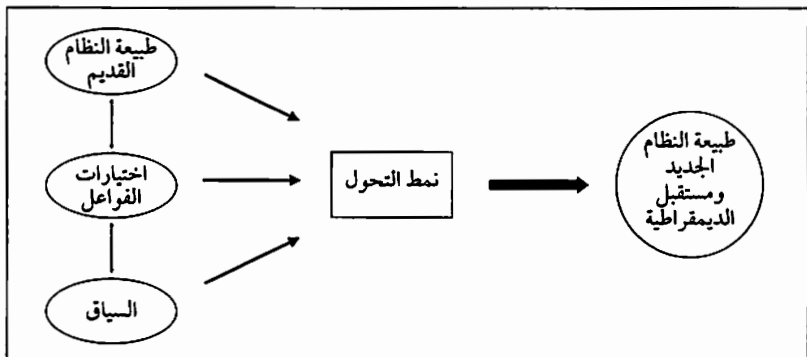 طبيعة النظام
القديم
اختيارات
الفواعل
السياق
نمط التحول
طبيعة النظام
الجديد
ومستقبل
الديمقراطية